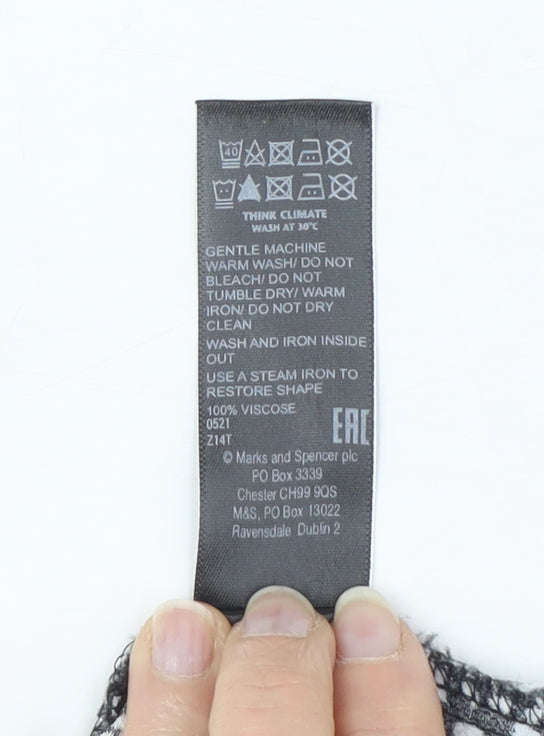 40
THINK CLIMATE
WASH AT 30°C
GENTLE MACHINE
WARM WASH/ DO NOT
BLEACH/ DO NOT
TUMBLE DRY/ WARM
IRON/ DO NOT DRY
CLEAN
WASH AND IRON INSIDE
OUT
USE A STEAM IRON TO
RESTORE SHAPE
100% VISCOSE
0521
Z14T
EAC
© Marks and Spencer plc
PO Box 3339
Chester CH99 9QS
M&S, PO Box 13022
Ravensdale Dublin 2